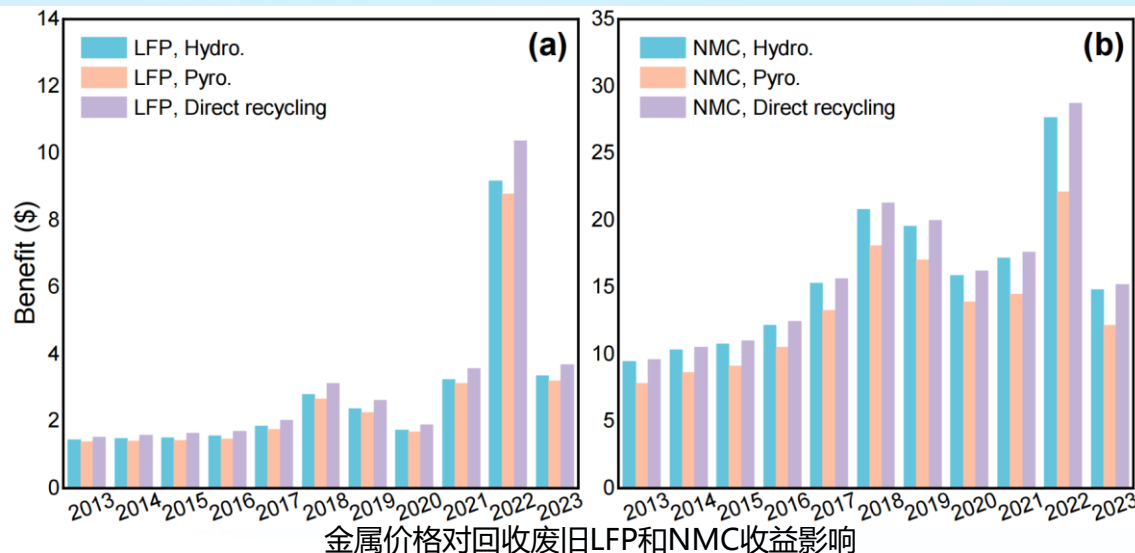 (a)
LFP, Hydro.
LFP, Pyro.
LFP, Direct recycling
Benefit ($)
14
12
10
8
6
4
2
0
2013 2014 2015 2016 2017 2018 2019 2020 2021 2022 2023
(b)
NMC, Hydro.
NMC, Pyro.
NMC, Direct recycling
35
30
25
20
15
10
5
0
2013 2014 2015 2016 2017 2018 2019 2020 2021 2022 2023
金属价格对回收废旧LFP和NMC收益影响